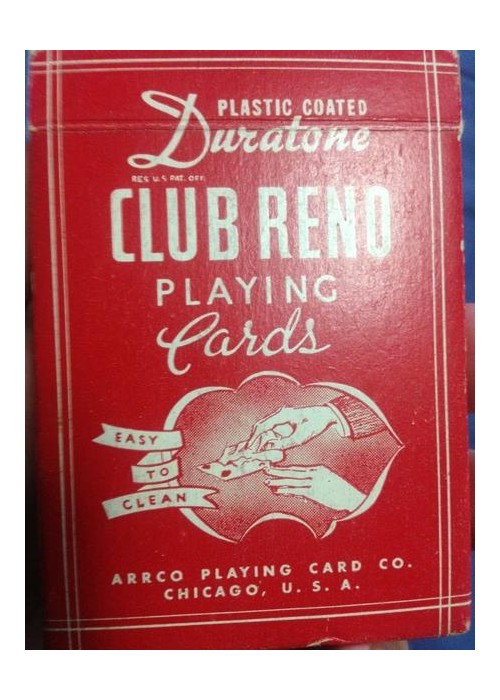 PLASTIC COATED
Duratone
REG. U.S. PAT. OFF.
CLUB RENO
PLAYING
Cards
EASY
TO
CLEAN
ARRCO PLAYING CARD CO.
CHICAGO, U. S. A.